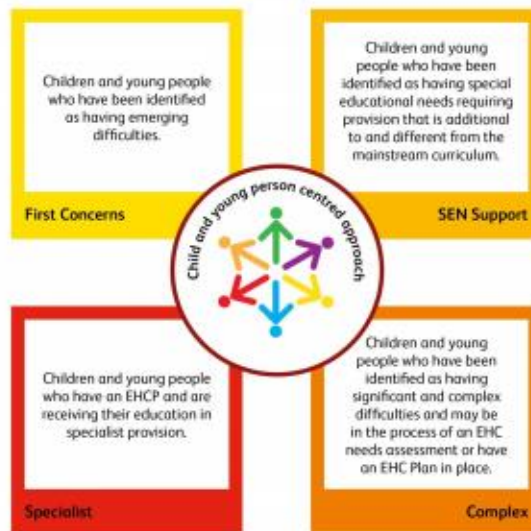 Children and young people
who have been identified
as having emerging
difficulties.
First Concerns
Children and young
people who have been
identified as having special
educational needs requiring
provision that is additional
to and different from the
mainstream curriculum.
SEN Support
Child and young person centred approach
Children and young people
who have an EHCP and are
receiving their education in
specialist provision.
Specialist
Children and young
people who have been
identified as having
significant and complex
difficulties and may be
in the process of an EHC
needs assessment or have
an EHC Plan in place.
Complex